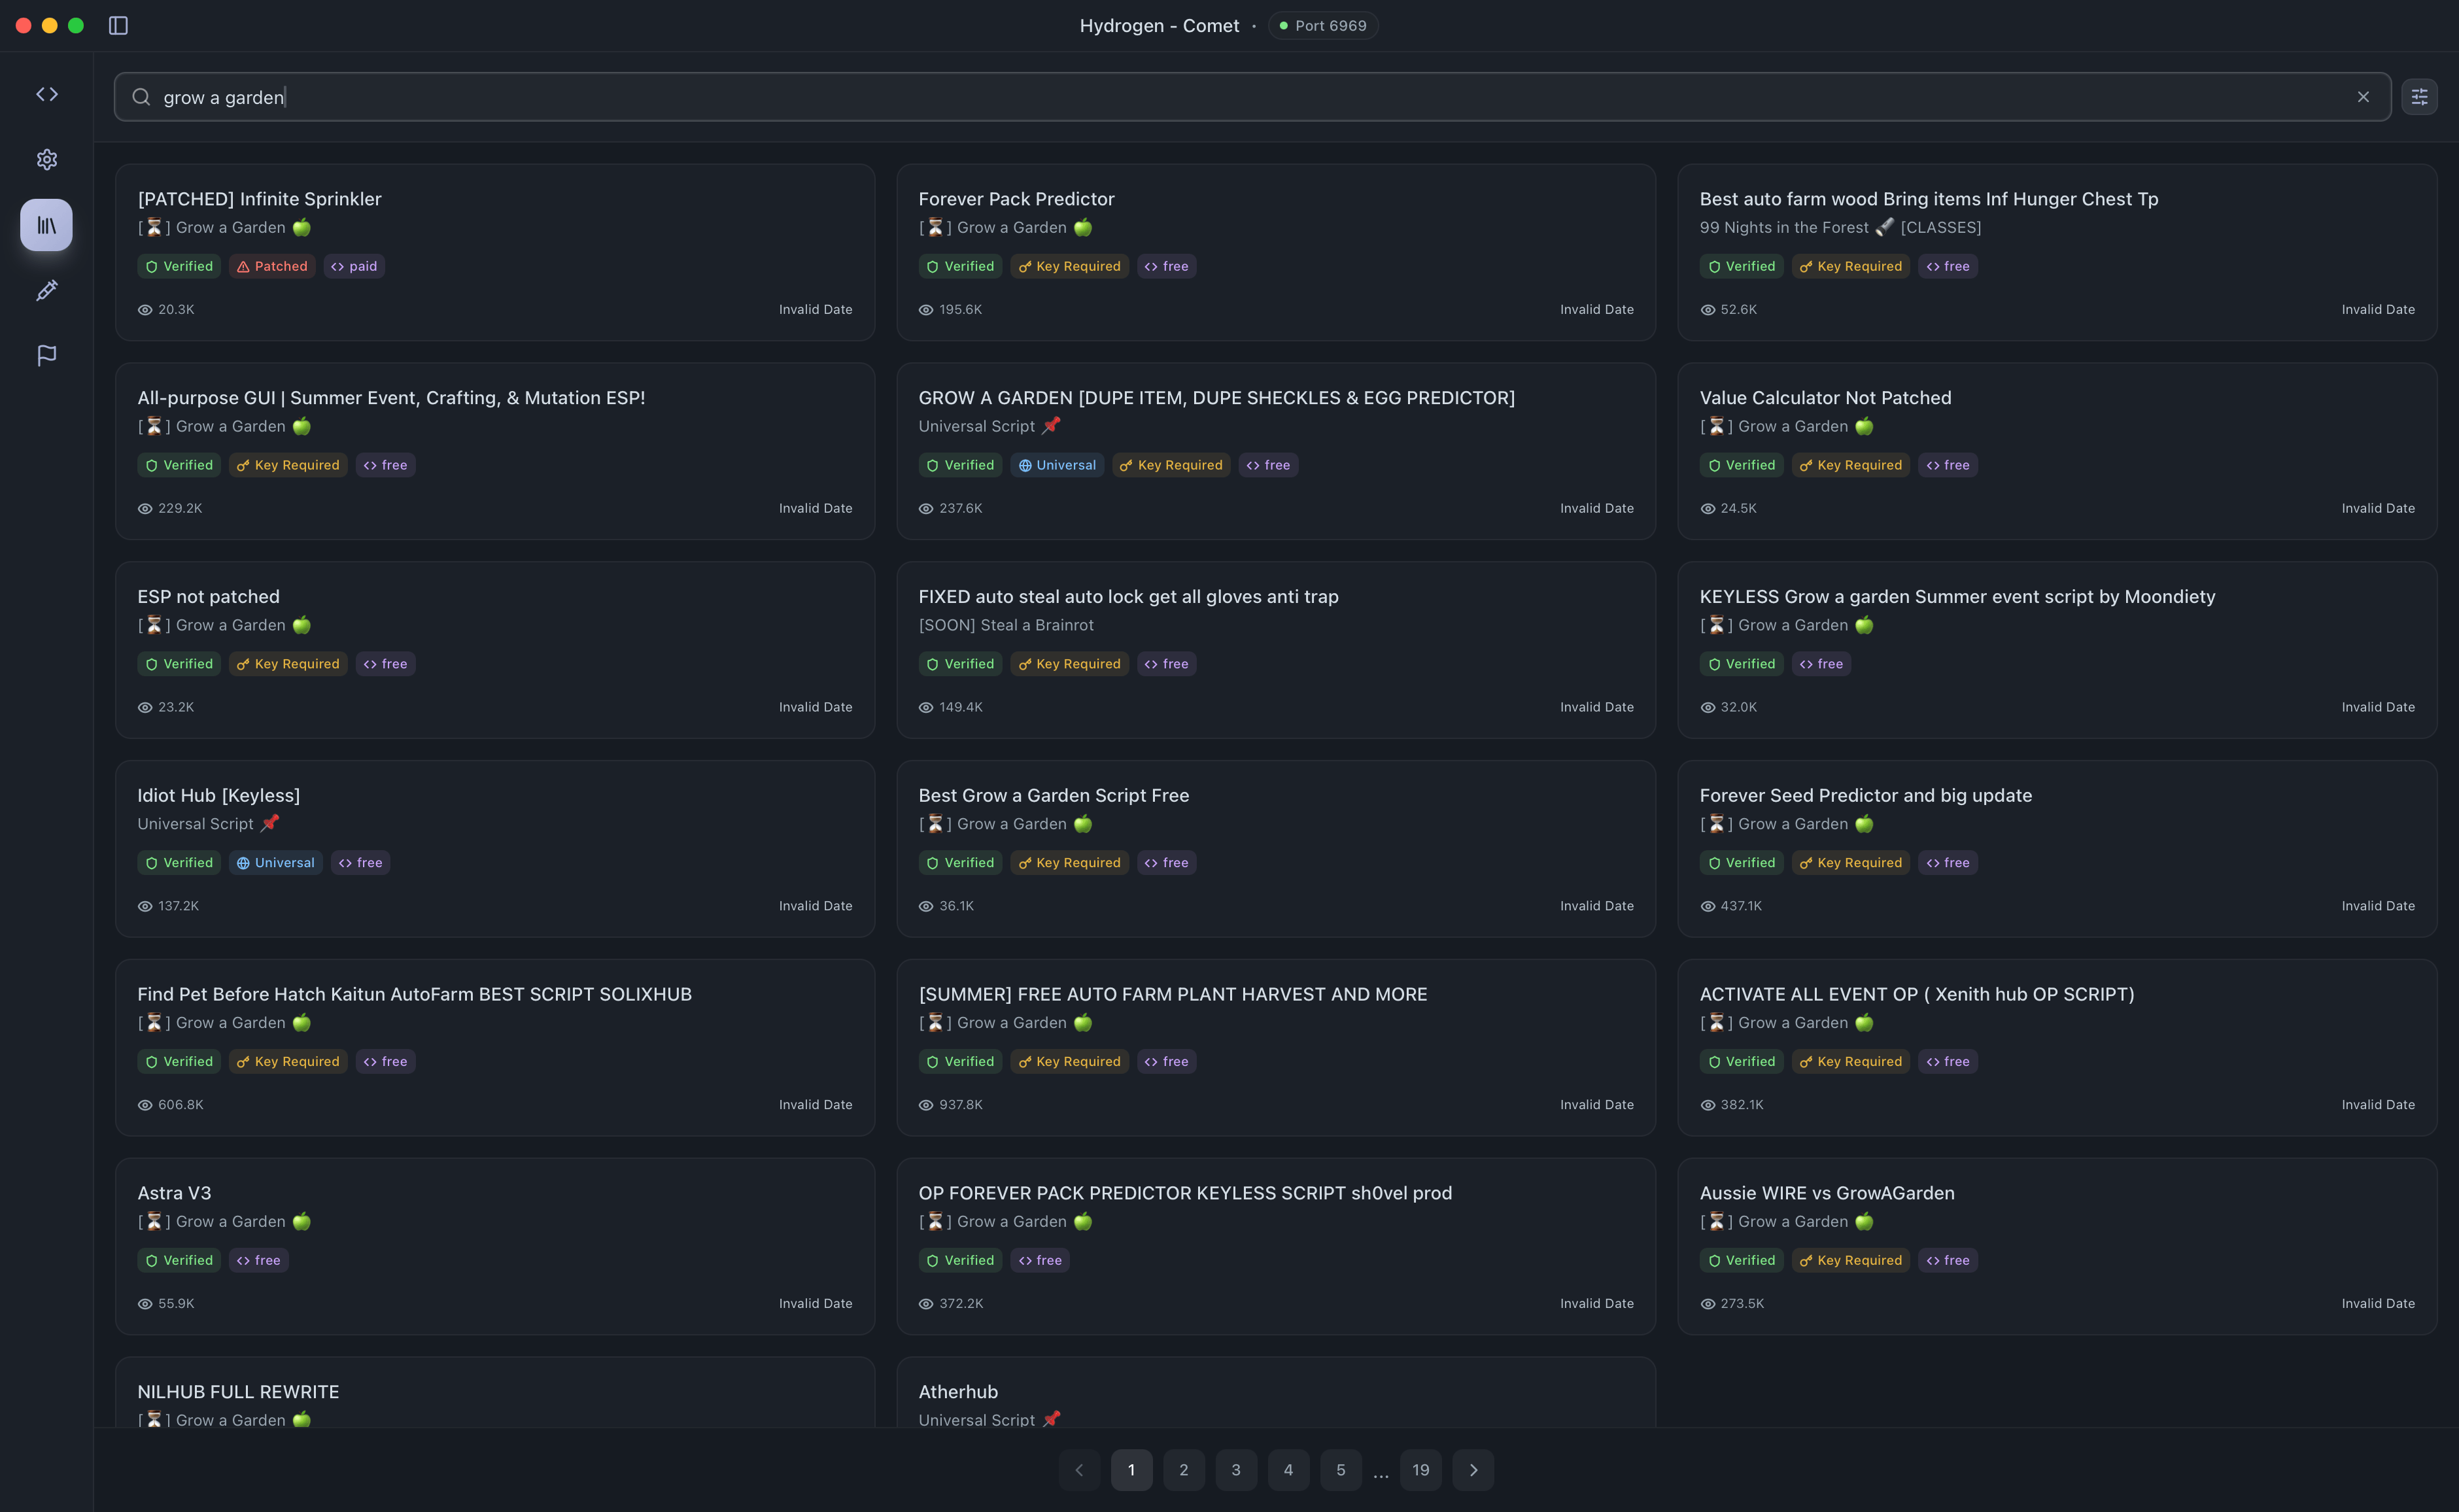 Hydrogen - Comet • Port 6969
grow a garden
[PATCHED] Infinite Sprinkler
[⏳] Grow a Garden 🍏
Verified Patched paid
20.3K Invalid Date
Forever Pack Predictor
[⏳] Grow a Garden 🍏
Verified Key Required free
195.6K Invalid Date
Best auto farm wood Bring items Inf Hunger Chest Tp
99 Nights in the Forest 🔦 [CLASSES]
Verified Key Required free
52.6K Invalid Date
All-purpose GUI | Summer Event, Crafting, & Mutation ESP!
[⏳] Grow a Garden 🍏
Verified Key Required free
229.2K Invalid Date
GROW A GARDEN [DUPE ITEM, DUPE SHECKLES & EGG PREDICTOR]
Universal Script 📌
Verified Universal Key Required free
237.6K Invalid Date
Value Calculator Not Patched
[⏳] Grow a Garden 🍏
Verified Key Required free
24.5K Invalid Date
ESP not patched
[⏳] Grow a Garden 🍏
Verified Key Required free
23.2K Invalid Date
FIXED auto steal auto lock get all gloves anti trap
[SOON] Steal a Brainrot
Verified Key Required free
149.4K Invalid Date
KEYLESS Grow a garden Summer event script by Moondiety
[⏳] Grow a Garden 🍏
Verified free
32.0K Invalid Date
Idiot Hub [Keyless]
Universal Script 📌
Verified Universal free
137.2K Invalid Date
Best Grow a Garden Script Free
[⏳] Grow a Garden 🍏
Verified Key Required free
36.1K Invalid Date
Forever Seed Predictor and big update
[⏳] Grow a Garden 🍏
Verified Key Required free
437.1K Invalid Date
Find Pet Before Hatch Kaitun AutoFarm BEST SCRIPT SOLIXHUB
[⏳] Grow a Garden 🍏
Verified Key Required free
606.8K Invalid Date
[SUMMER] FREE AUTO FARM PLANT HARVEST AND MORE
[⏳] Grow a Garden 🍏
Verified Key Required free
937.8K Invalid Date
ACTIVATE ALL EVENT OP ( Xenith hub OP SCRIPT)
[⏳] Grow a Garden 🍏
Verified Key Required free
382.1K Invalid Date
Astra V3
[⏳] Grow a Garden 🍏
Verified free
55.9K Invalid Date
OP FOREVER PACK PREDICTOR KEYLESS SCRIPT sh0vel prod
[⏳] Grow a Garden 🍏
Verified free
372.2K Invalid Date
Aussie WIRE vs GrowAGarden
[⏳] Grow a Garden 🍏
Verified Key Required free
273.5K Invalid Date
NILHUB FULL REWRITE
[⏳] Grow a Garden 🍏
Atherhub
Universal Script 📌
1 2 3 4 5 ... 19